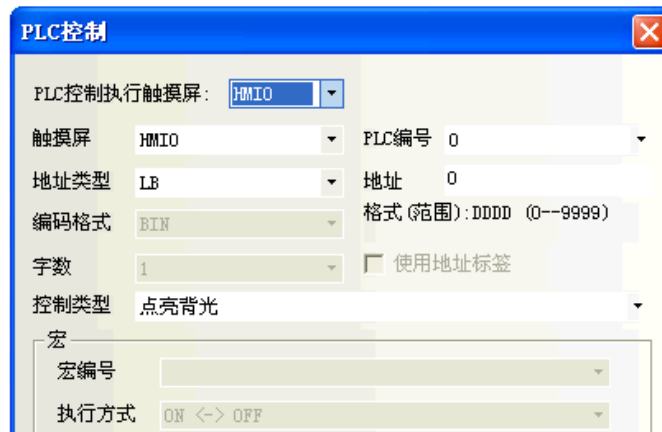 PLC控制
PLC控制执行触摸屏: HMI0
触摸屏 HMI0 PLC编号 0
地址类型 LB 地址 0
编码格式 BIN 格式(范围):DDDD (0--9999)
字数 1 使用地址标签
控制类型 点亮背光
宏
宏编号
执行方式 ON <-> OFF